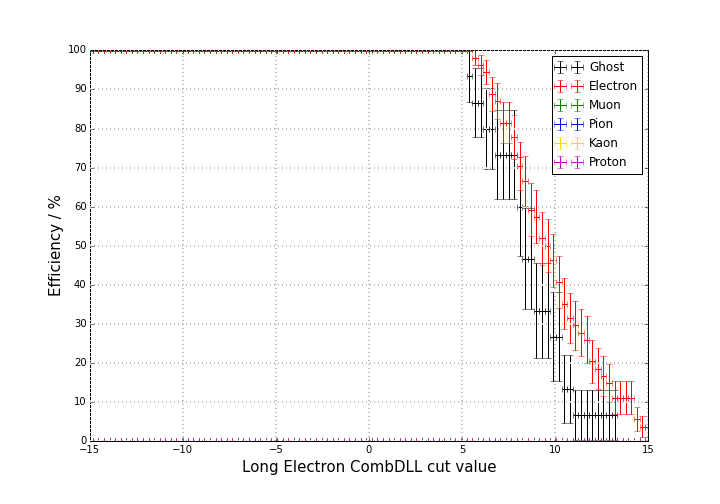 100
90
80
70
60
50
40
30
20
10
0
Efficiency / %
Ghost
Electron
Muon
Pion
Kaon
Proton
−15 −10 −5 0 5 10 15
Long Electron CombDLL cut value